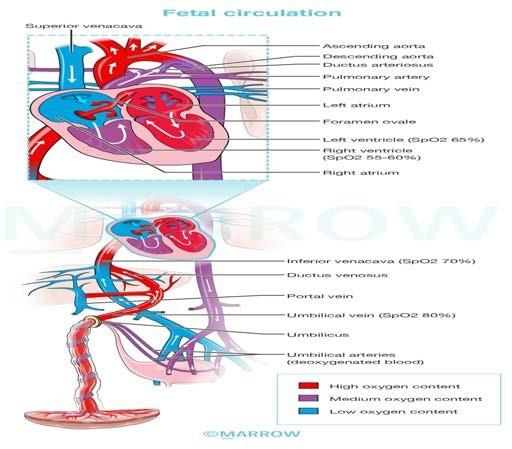 Fetal circulation
Superior venacava
Ascending aorta
Descending aorta
Ductus arteriosus
Pulmonary artery
Pulmonary vein
Left atrium
Foramen ovale
Left ventricle (SpO2 65%)
Right ventricle
(SpO2 55-60%)
Right atrium
MARROW
Inferior venacava (SpO2 70%)
Ductus venosus
Portal vein
Umbilical vein (SpO2 80%)
Umbilicus
Umbilical arteries
(deoxygenated blood)
High oxygen content
Medium oxygen content
Low oxygen content
©MARROW